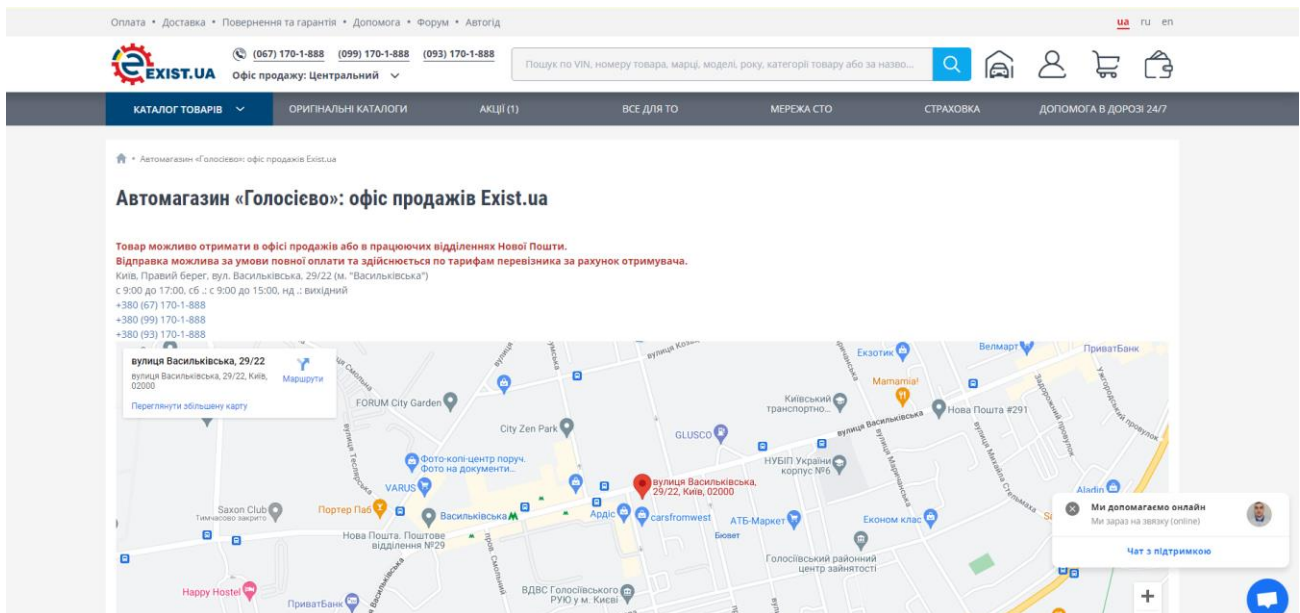 Оплата • Доставка • Повернення та гарантія • Допомога • Форум • Автогід
ua ru en
EXIST.UA
(067) 170-1-888 (099) 170-1-888 (093) 170-1-888
Офіс продажу: Центральний
Пошук по VIN, номеру товара, марці, моделі, року, категорії товару або за назво...
КАТАЛОГ ТОВАРІВ
ОРИГІНАЛЬНІ КАТАЛОГИ
АКЦІЇ (1)
ВСЕ ДЛЯ ТО
МЕРЕЖА СТО
СТРАХОВКА
ДОПОМОГА В ДОРОЗІ 24/7
• Автомагазин «Голосієво»: офіс продажів Exist.ua
Автомагазин «Голосієво»: офіс продажів Exist.ua
Товар можливо отримати в офісі продажів або в працюючих відділеннях Нової Пошти.
Відправка можлива за умови повної оплати та здійснюється по тарифам перевізника за рахунок отримувача.
Київ, Правий берег, вул. Васильківська, 29/22 (м. "Васильківська")
с 9:00 до 17:00, сб .: с 9:00 до 15:00, нд .: вихідний
+380 (67) 170-1-888
+380 (99) 170-1-888
+380 (93) 170-1-888
вулиця Васильківська, 29/22
вулиця Васильківська, 29/22, Київ,
02000
Маршрути
Переглянути збільшену карту
Екзотик
Велмарт
ПриватБанк
Mamamia!
FORUM City Garden
Київський
транспортно...
Нова Пошта #291
вулиця Васильківська
City Zen Park
GLUSCO
НУБІП України
корпус №6
Фото-копі-центр поруч.
Фото на документи...
вулиця Теслярська
VARUS
вулиця Васильківська,
29/22, Київ, 02000
Aladin
Saxon Club
Тимчасово закрито
Портер Паб
Васильківська
Ардіс
carsfromwest
АТБ-Маркет
Економ клас
Бювет
Нова Пошта. Поштове
відділення №29
Голосіївський районний
центр зайнятості
Happy Hostel
ПриватБанк
ВДВС Голосіївського
РУЮ у м. Києві
Ми допомагаємо онлайн
Ми зараз на звязку (online)
Чат з підтримкою